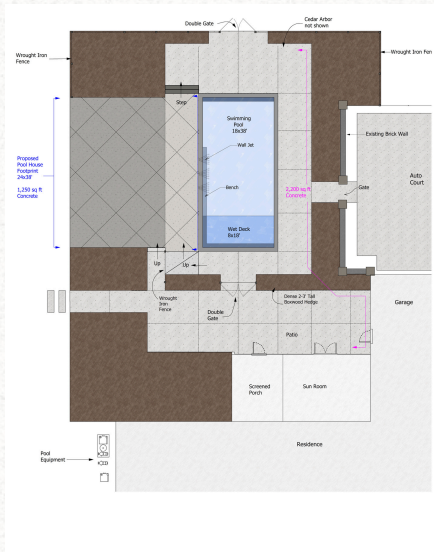 Double Gate
Cedar Arbor
not shown
Wrought Iron
Fence
Wrought Iron Fen
Step
Swimming
Pool
18x38'
Existing Brick Wall
Wall Jet
Proposed
Pool House
Footprint
24x38'
1,250 sq ft
Concrete
Auto
Court
Bench
2,200 sq ft
Concrete
Gate
Wet Deck
8x18'
Up
Up
Wrought
Iron
Fence
Double
Gate
Dense 2-3' Tall
Boxwood Hedge
Garage
Patio
Screened
Porch
Sun Room
Residence
Pool
Equipment